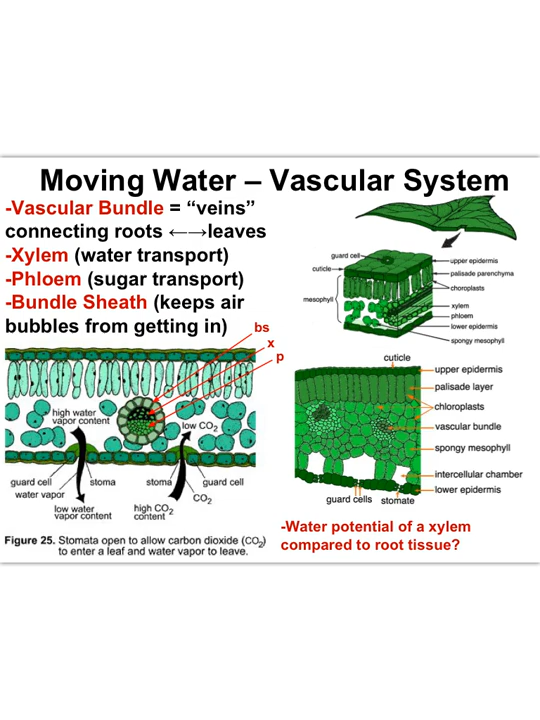 Moving Water – Vascular System
-Vascular Bundle = “veins”
connecting roots ←→leaves
-Xylem (water transport)
-Phloem (sugar transport)
-Bundle Sheath (keeps air
bubbles from getting in)
bs
x
p
guard cell
cuticle
mesophyll
upper epidermis
palisade parenchyma
choroplasts
xylem
phloem
lower epidermis
spongy mesophyll
high water
vapor content
low CO2
guard cell
stoma
stoma
guard cell
water vapor
CO2
low water
vapor content
high CO2
content
Figure 25. Stomata open to allow carbon dioxide (CO2)
to enter a leaf and water vapor to leave.
cuticle
upper epidermis
palisade layer
chloroplasts
vascular bundle
spongy mesophyll
intercellular chamber
lower epidermis
guard cells
stomate
-Water potential of a xylem
compared to root tissue?